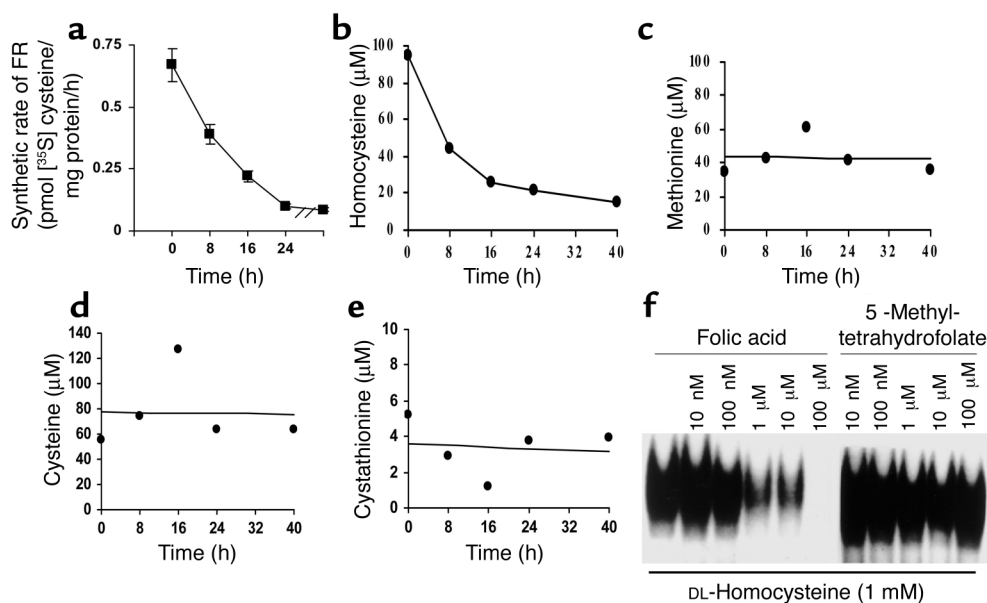 a
Synthetic rate of FR
(pmol [³⁵S] cysteine/
mg protein/h)
0.75
0.5
0.25
0
0 8 16 24
Time (h)
b
Homocysteine (µM)
100
80
60
40
20
0
0 8 16 24 32 40
Time (h)
c
Methionine (µM)
100
80
60
40
20
0
0 8 16 24 32 40
Time (h)
d
Cysteine (µM)
140
120
100
80
60
40
20
0
0 8 16 24 32 40
Time (h)
e
Cystathionine (µM)
10
8
6
4
2
0
0 8 16 24 32 40
Time (h)
f
Folic acid
5 -Methyl-
tetrahydrofolate
10 nM
100 nM
1 µM
10 µM
100 µM
10 nM
100 nM
1 µM
10 µM
100 µM
DL-Homocysteine (1 mM)